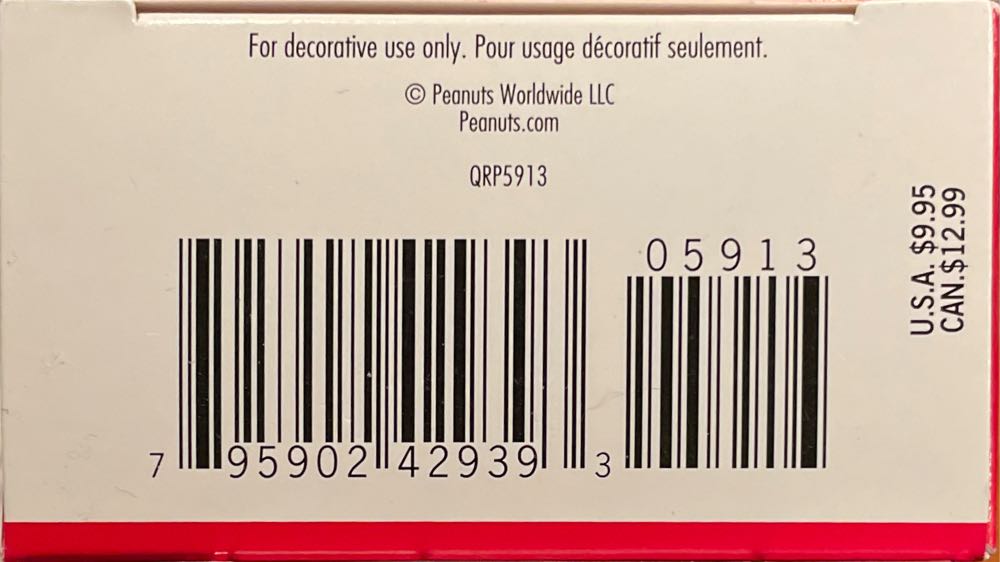 For decorative use only. Pour usage décoratif seulement.
© Peanuts Worldwide LLC
Peanuts.com
QRP5913
05913
7 95902 42939 3
U.S.A. $9.95
CAN.$12.99